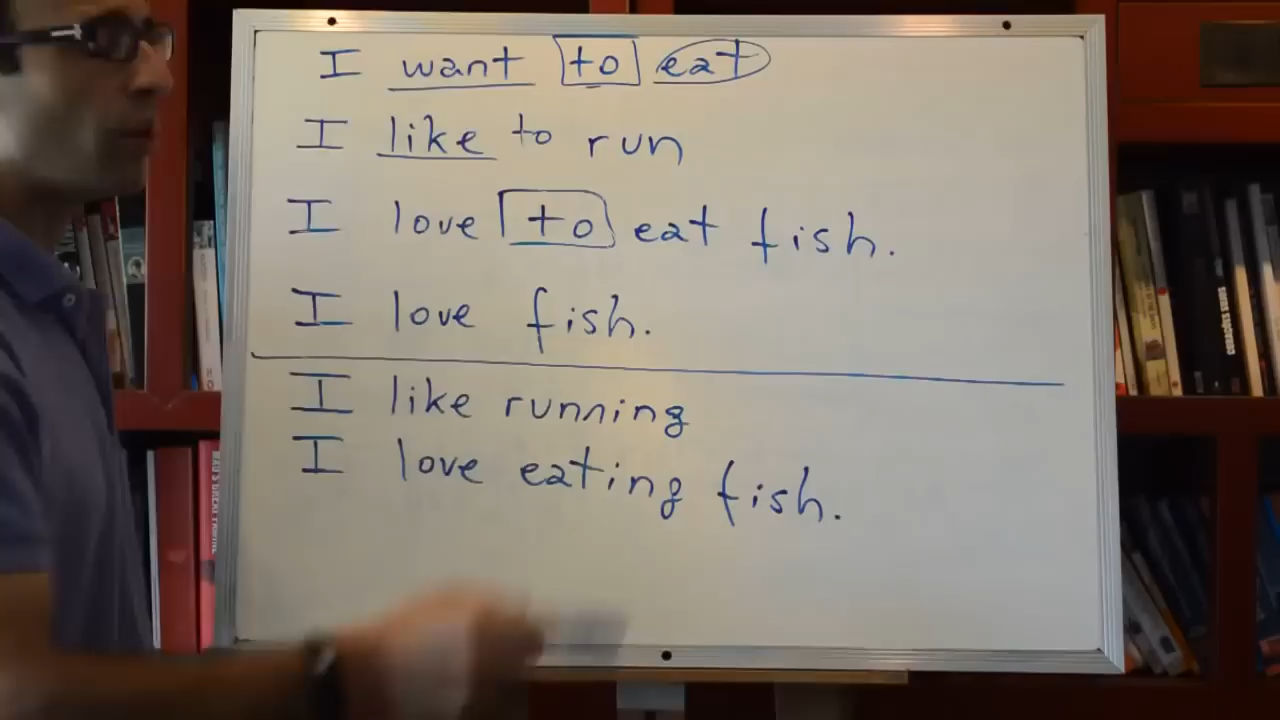 I want to eat
I like to run
I love to eat fish.
I love fish.
I like running
I love eating fish.